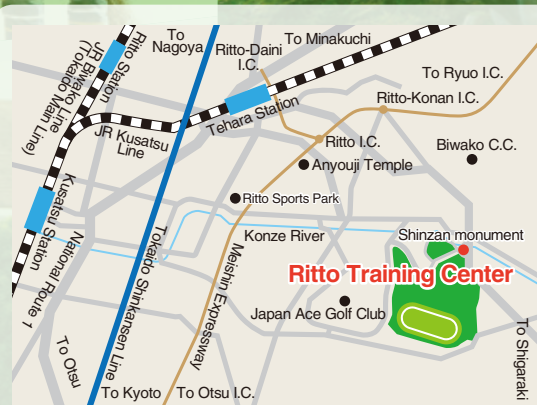 To
Nagoya
Ritto-Daini
I.C.
To Minakuchi
Ritto Station
JR Biwako Line
(Tokaido Main Line)
To Ryuo I.C.
Ritto-Konan I.C.
Tehara Station
JR Kusatsu
Line
Ritto I.C.
Biwako C.C.
Anyouji Temple
Kusatsu Station
Ritto Sports Park
National Route 1
Tokaido Shinkansen Line
Konze River
Meishin Expressway
Shinzan monument
Ritto Training Center
Japan Ace Golf Club
To Shigaraki
To Otsu
To Kyoto
To Otsu I.C.